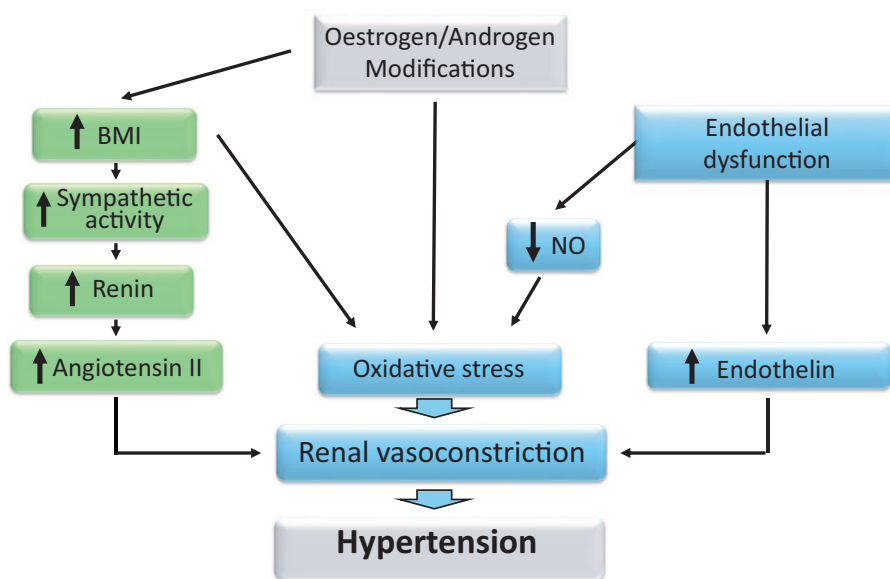 Oestrogen/Androgen
Modifications
BMI
Endothelial
dysfunction
Sympathetic
activity
NO
Renin
Angiotensin II
Oxidative stress
Endothelin
Renal vasoconstriction
Hypertension